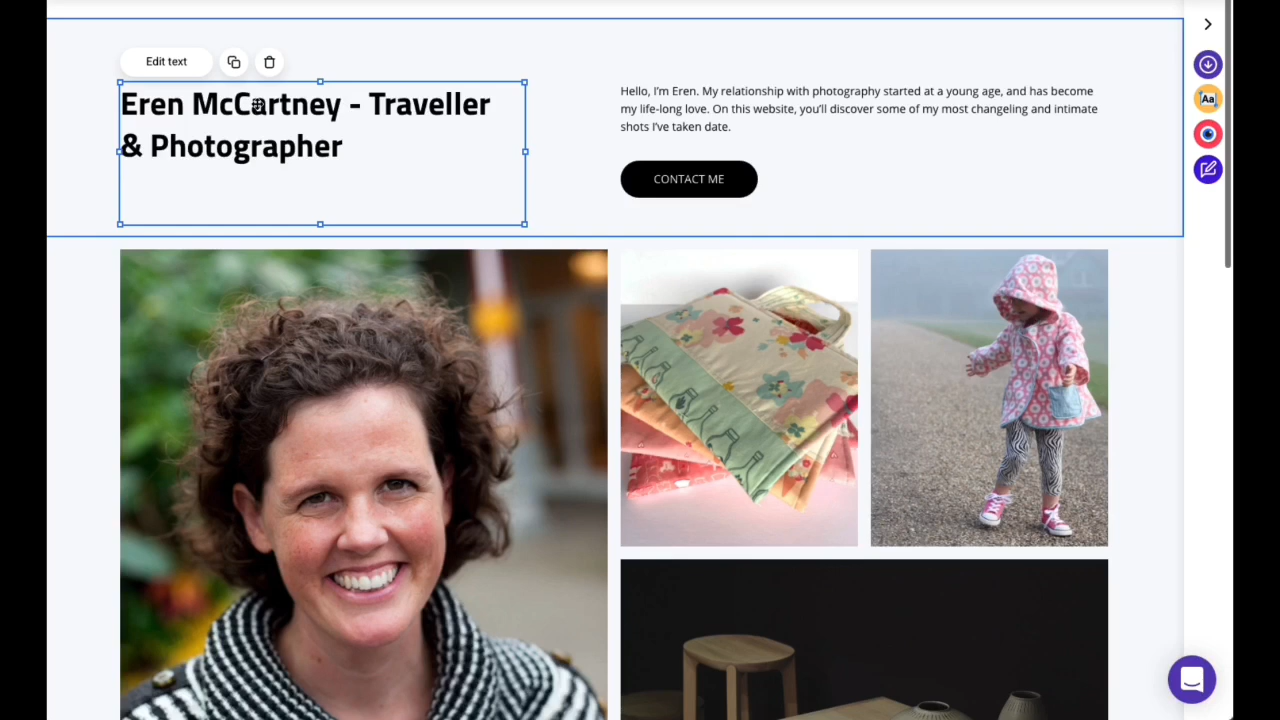 Edit text
Eren McCartney - Traveller
& Photographer
Hello, I'm Eren. My relationship with photography started at a young age, and has become
my life-long love. On this website, you'll discover some of my most changeling and intimate
shots I've taken date.
CONTACT ME
Aa